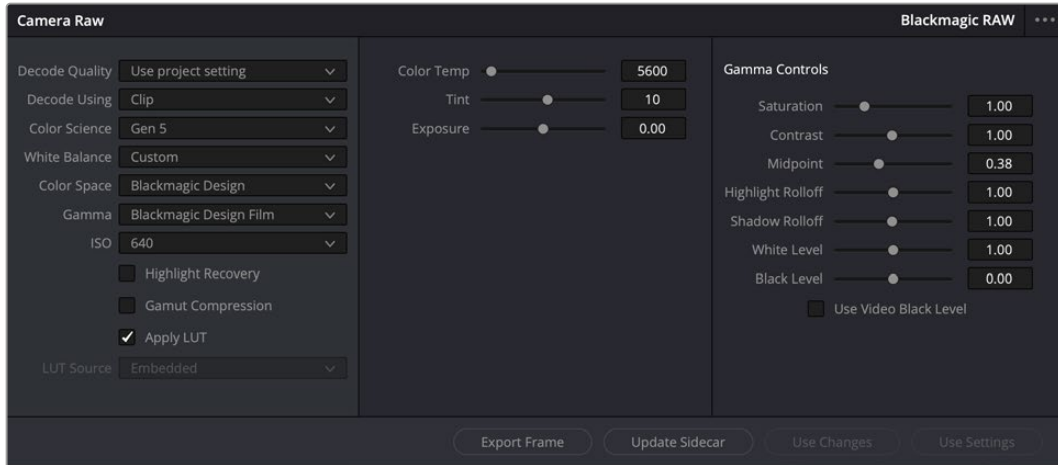 Camera Raw
Blackmagic RAW
Decode Quality Use project setting
Decode Using Clip
Color Science Gen 5
White Balance Custom
Color Space Blackmagic Design
Gamma Blackmagic Design Film
ISO 640
Highlight Recovery
Gamut Compression
Apply LUT
LUT Source Embedded
Color Temp 5600
Tint 10
Exposure 0.00
Gamma Controls
Saturation 1.00
Contrast 1.00
Midpoint 0.38
Highlight Rolloff 1.00
Shadow Rolloff 1.00
White Level 1.00
Black Level 0.00
Use Video Black Level
Export Frame
Update Sidecar
Use Changes
Use Settings